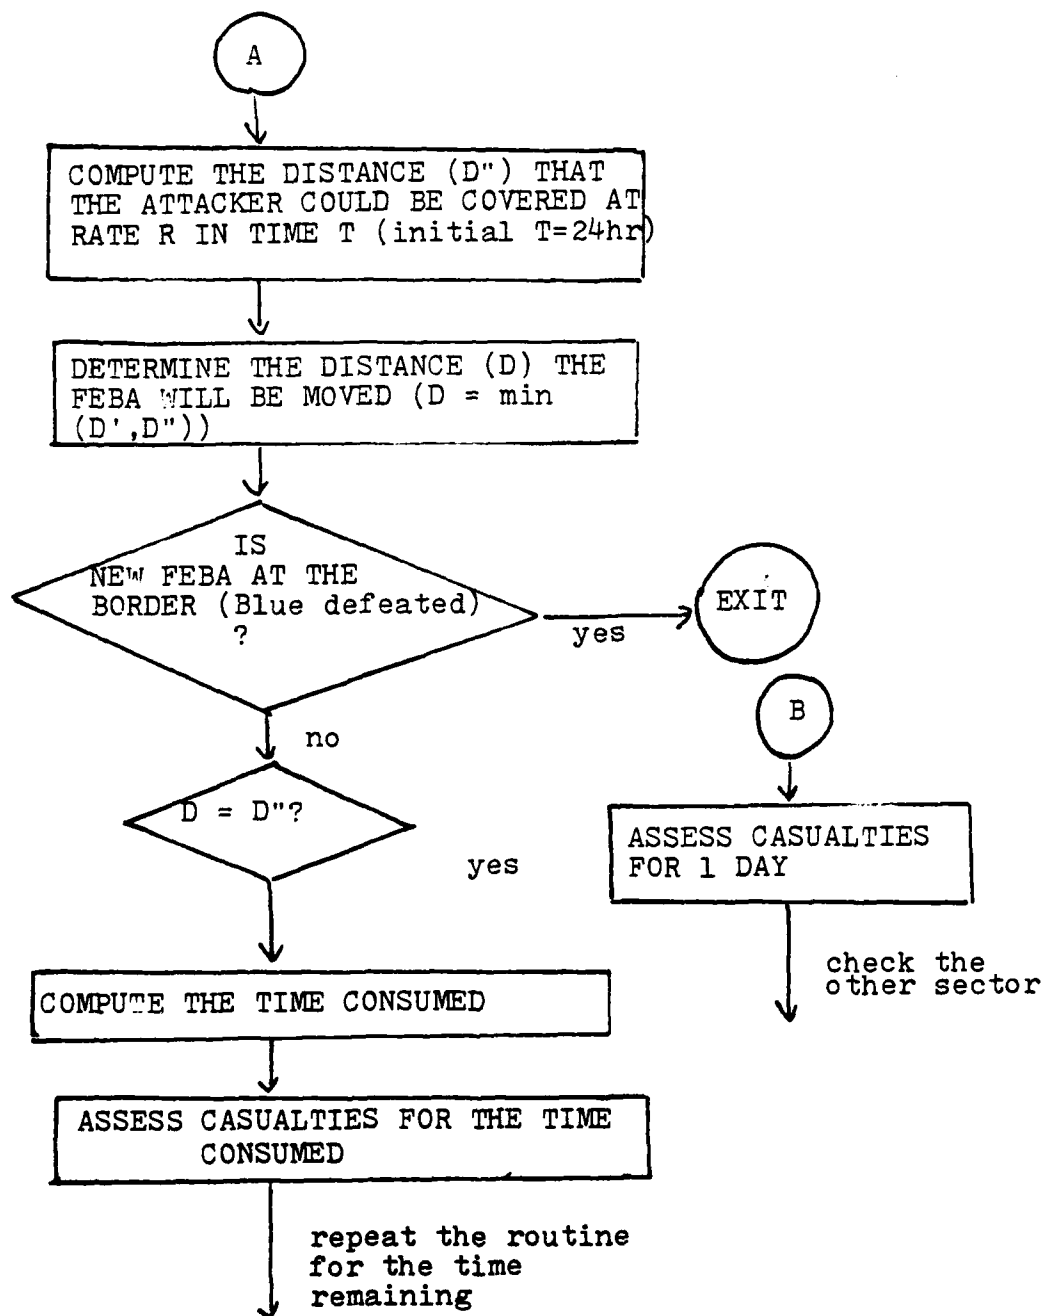 A
COMPUTE THE DISTANCE (D") THAT
THE ATTACKER COULD BE COVERED AT
RATE R IN TIME T (initial T=24hr)
DETERMINE THE DISTANCE (D) THE
FEBA WILL BE MOVED (D = min
(D',D"))
IS
NEW FEBA AT THE
BORDER (Blue defeated)
?
yes
EXIT
no
B
D = D"?
yes
ASSESS CASUALTIES
FOR 1 DAY
check the
other sector
COMPUTE THE TIME CONSUMED
ASSESS CASUALTIES FOR THE TIME
CONSUMED
repeat the routine
for the time
remaining